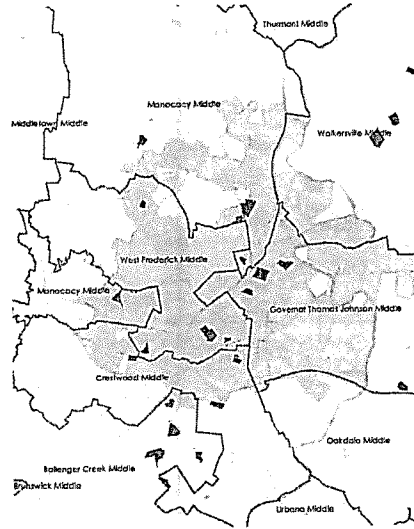 Thurmont Middle
Monocacy Middle
Middletown Middle
Walkersville Middle
West Frederick Middle
Monocacy Middle
Governor Thomas Johnson Middle
Crestwood Middle
Oakdale Middle
Ballenger Creek Middle
Brunswick Middle
Urbana Middle